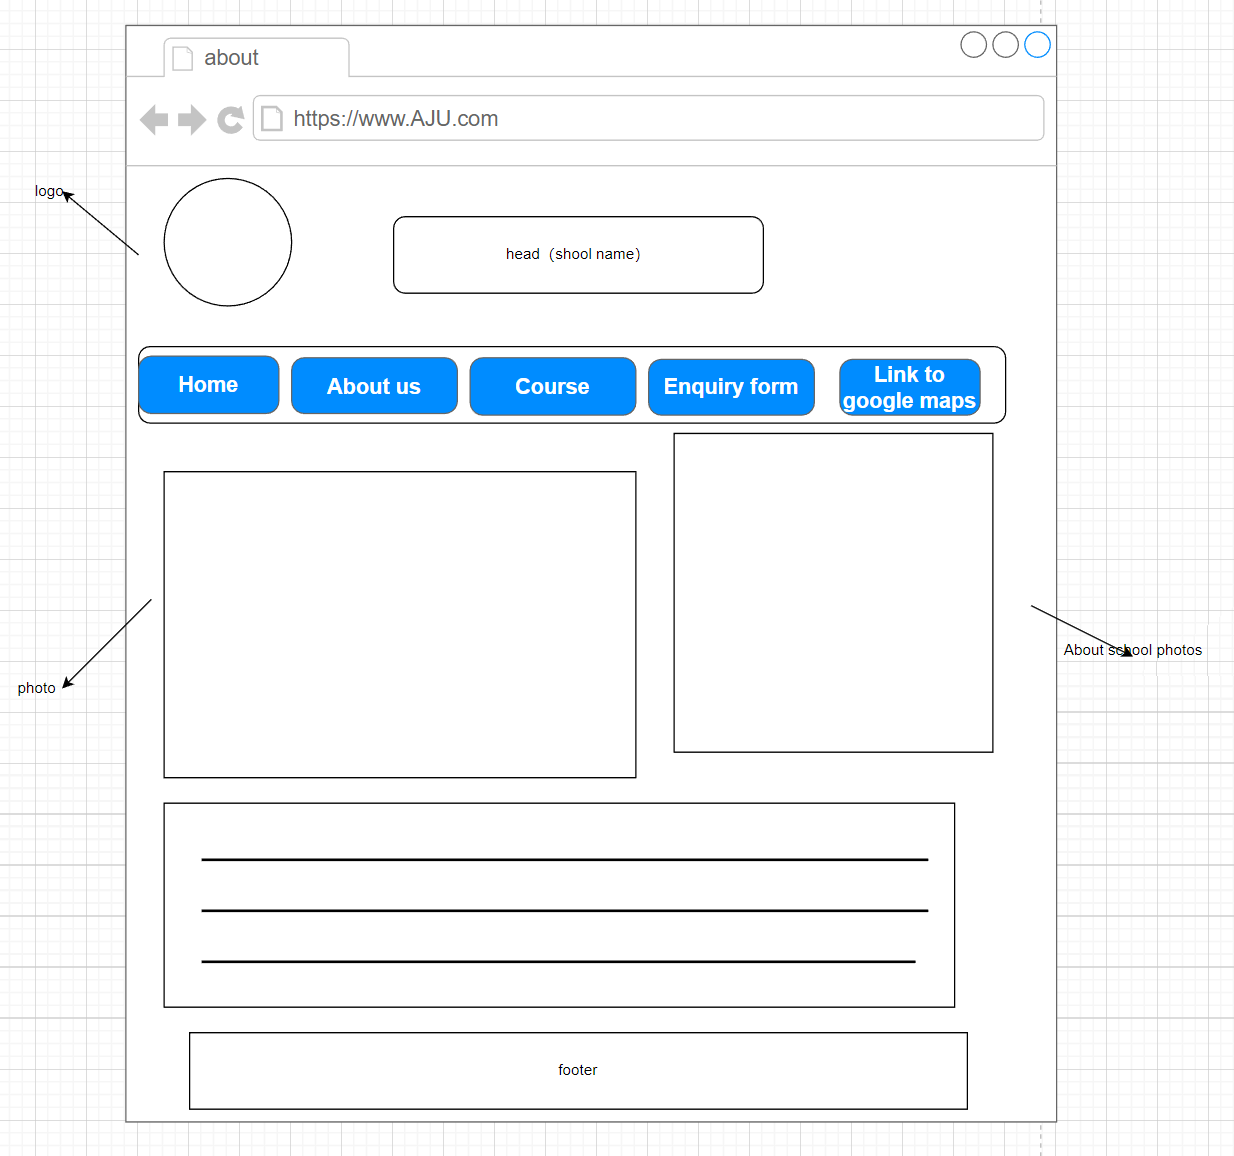 about
https://www.AJU.com
logo
head（shool name）
Home
About us
Course
Enquiry form
Link to
google maps
About school photos
photo
footer